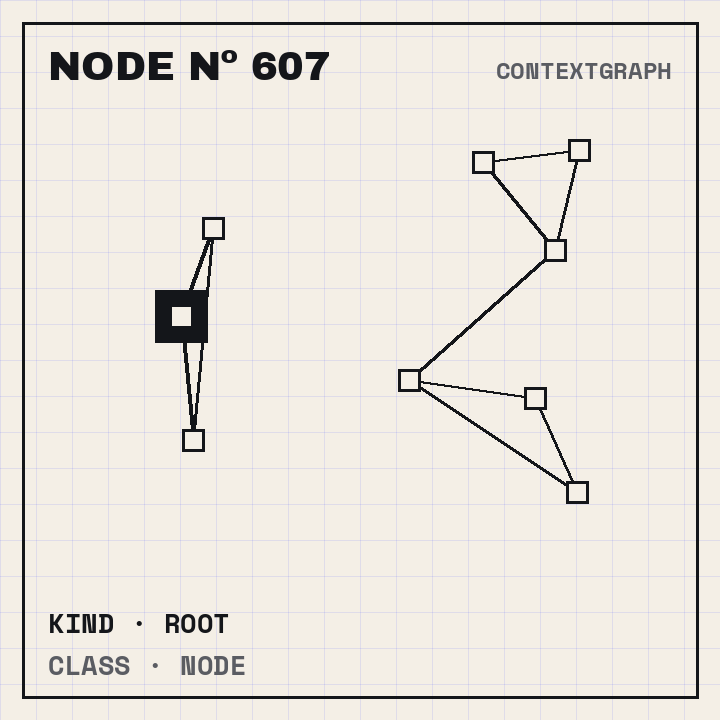 NODE Nº 607
CONTEXTGRAPH
KIND · ROOT
CLASS · NODE